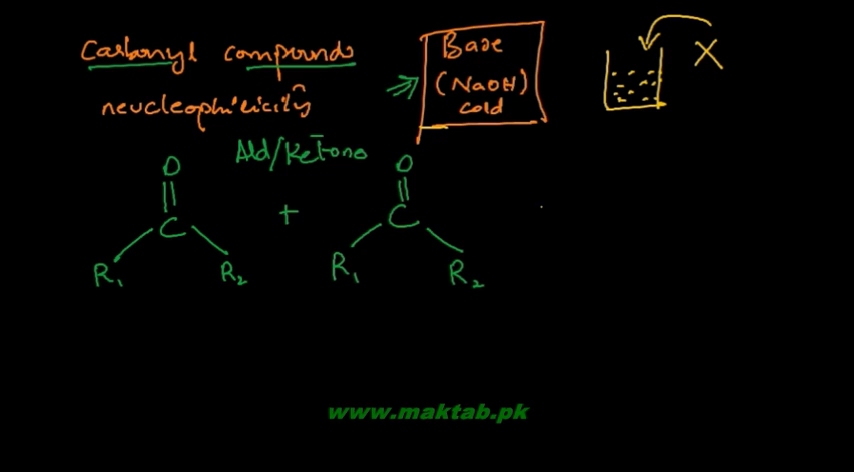 Carbonyl compounds
neucleophilicity
Base
(NaOH)
cold
X
Ald/Ketone
O
C
R₁ R₂
+
O
C
R₁ R₂
www.maktab.pk